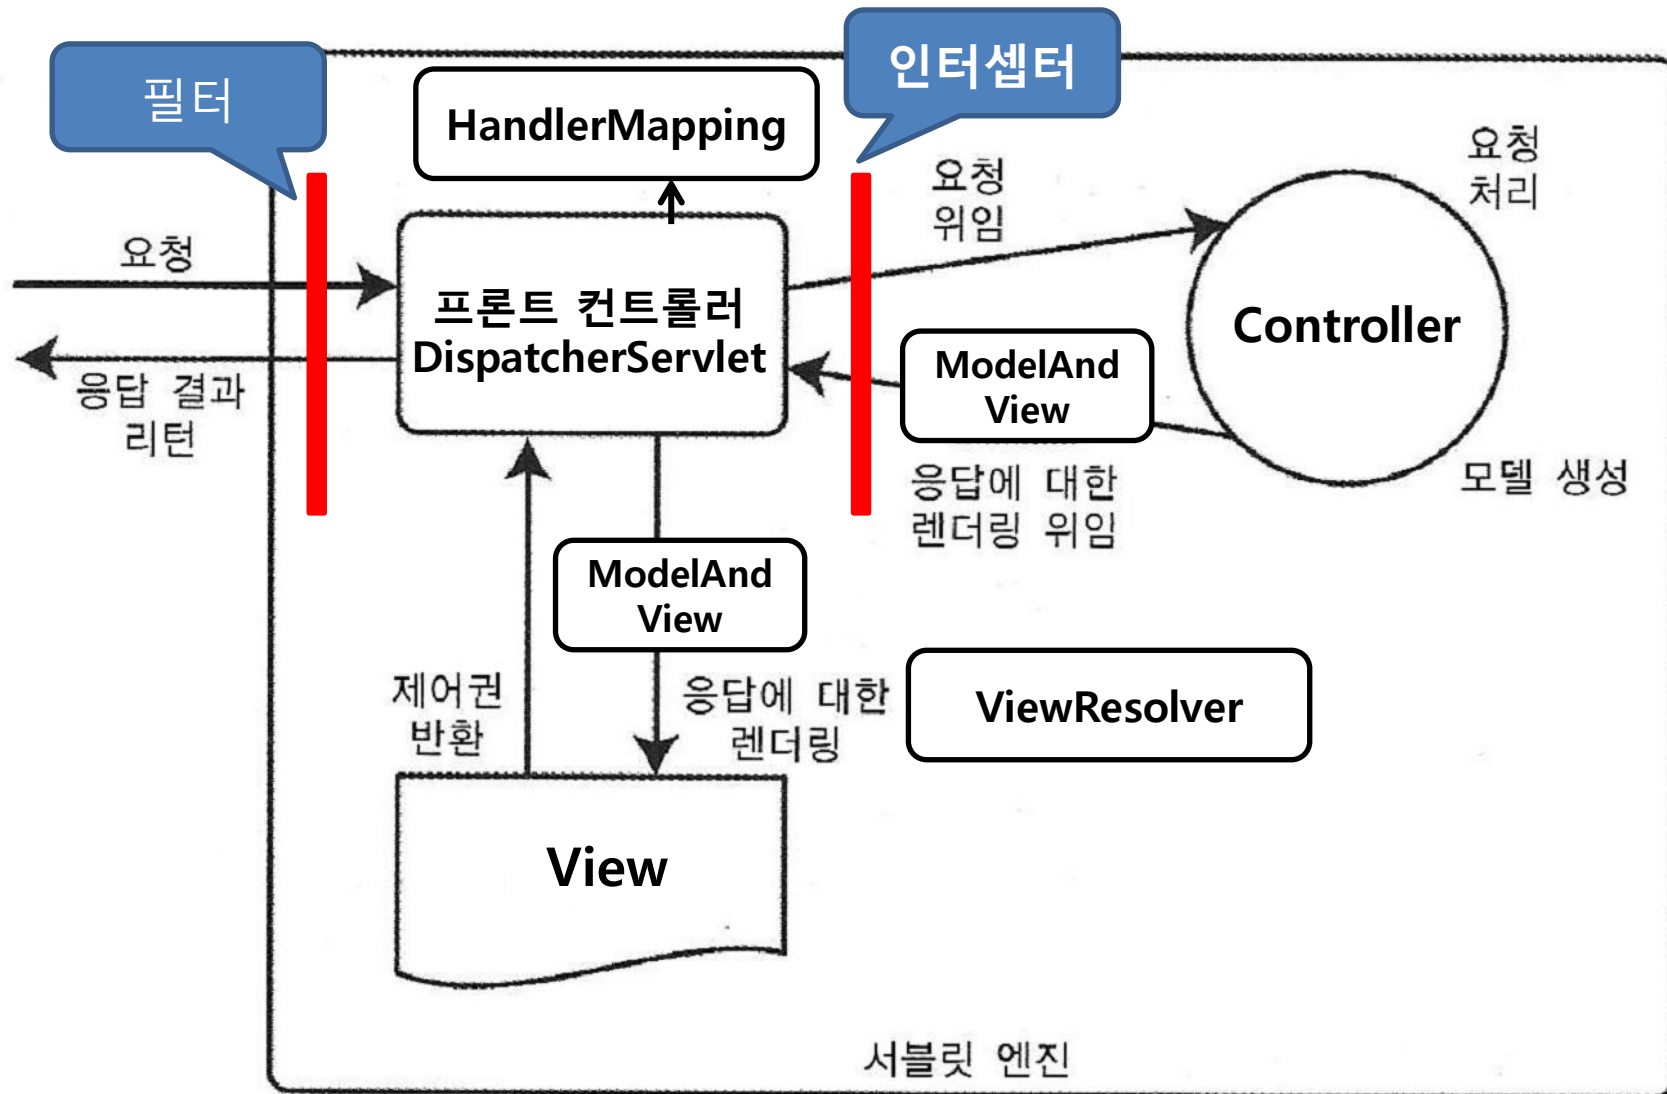 필터
인터셉터
HandlerMapping
요청
위임
요청
처리
요청
프론트 컨트롤러
DispatcherServlet
Controller
ModelAnd
View
응답 결과
리턴
응답에 대한
렌더링 위임
모델 생성
ModelAnd
View
제어권
반환
응답에 대한
렌더링
ViewResolver
View
서블릿 엔진